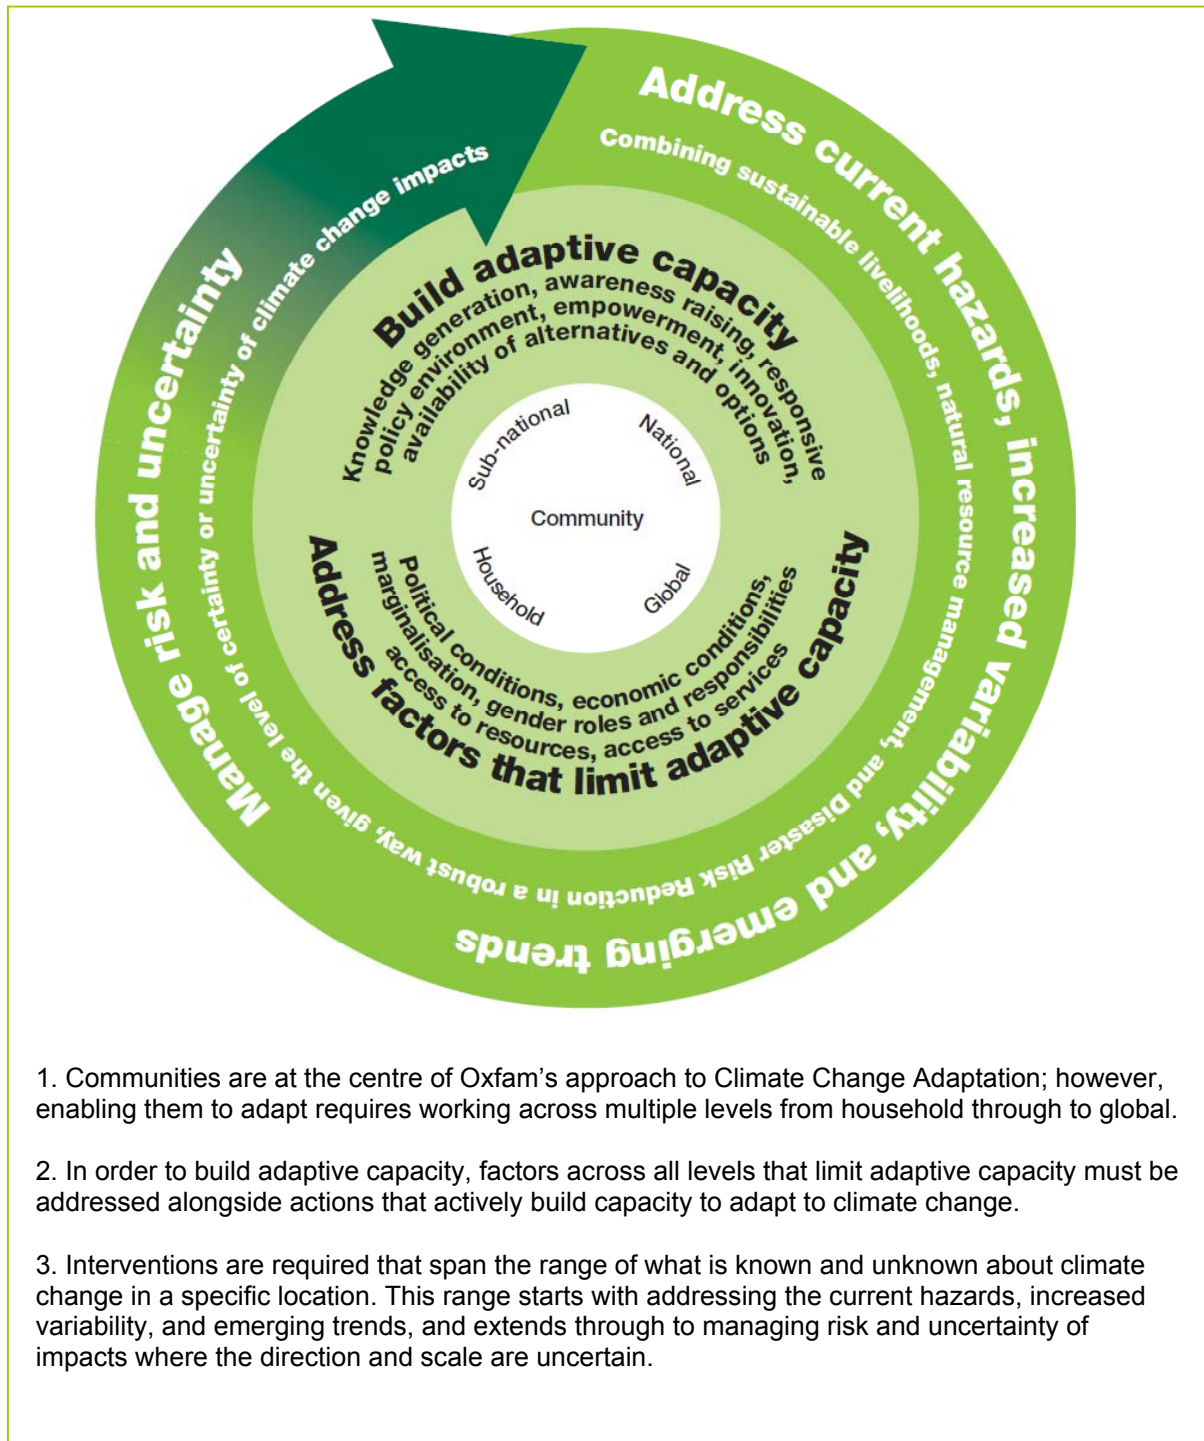 Address current hazards, increased variability, and emerging trends
Combining sustainable livelihoods, natural resource management, and Disaster Risk Reduction in a robust way, given the level of certainty or uncertainty of climate change impacts
Manage risk and uncertainty
Build adaptive capacity
Knowledge generation, awareness raising, responsive
policy environment, empowerment, innovation,
availability of alternatives and options
Sub-national
National
Community
Household
Global
Political conditions, economic conditions,
marginalisation, gender roles and responsibilities
access to resources, access to services
Address factors that limit adaptive capacity
1. Communities are at the centre of Oxfam’s approach to Climate Change Adaptation; however,
enabling them to adapt requires working across multiple levels from household through to global.
2. In order to build adaptive capacity, factors across all levels that limit adaptive capacity must be
addressed alongside actions that actively build capacity to adapt to climate change.
3. Interventions are required that span the range of what is known and unknown about climate
change in a specific location. This range starts with addressing the current hazards, increased
variability, and emerging trends, and extends through to managing risk and uncertainty of
impacts where the direction and scale are uncertain.